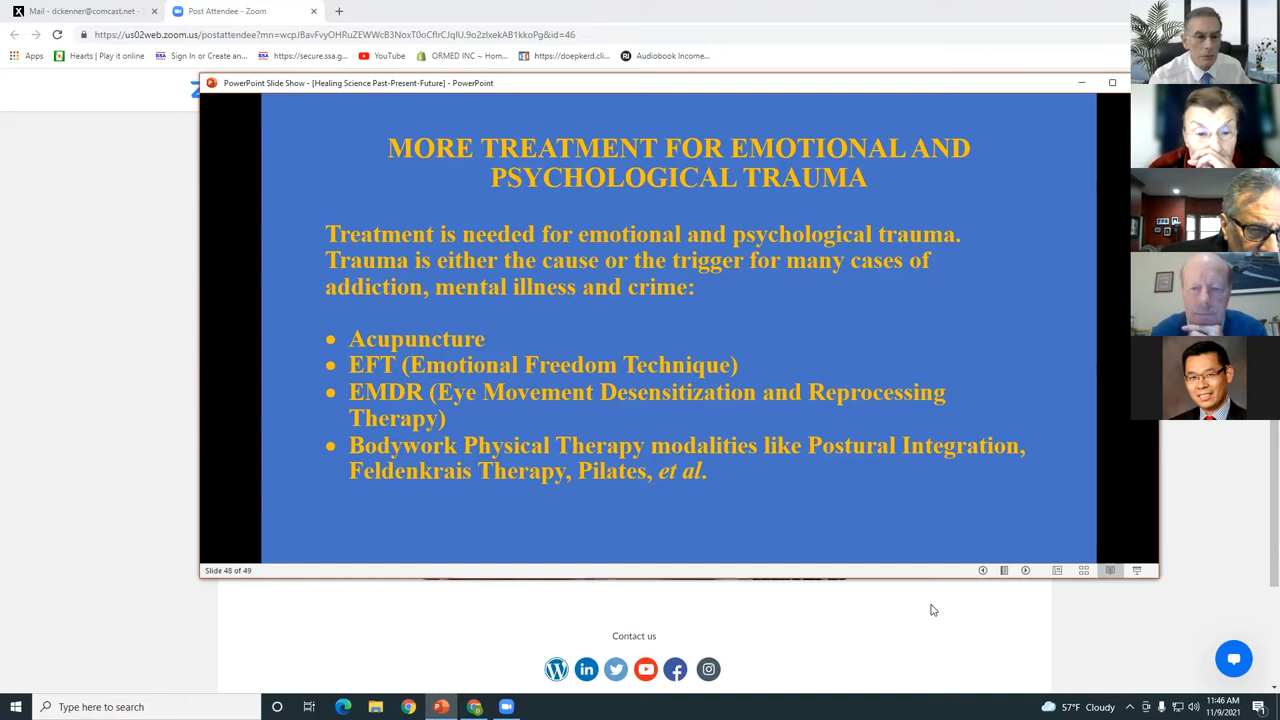 Mail - dckenner@comcast.net -
Post Attendee - Zoom
https://us02web.zoom.us/postattendee?mn=wcpJBavFvyOHRuZEWWcB3NoxT0oCflrCJqIU.9o2zlxekAB1kkoPg&id=46
Apps
Hearts | Play it online
Sign In or Create an...
https://secure.ssa.g...
YouTube
ORMED INC ~ Hom...
https://doepkerd.cli...
Audiobook Income...
PowerPoint Slide Show - [Healing Science Past-Present-Future] - PowerPoint
MORE TREATMENT FOR EMOTIONAL AND
PSYCHOLOGICAL TRAUMA
Treatment is needed for emotional and psychological trauma.
Trauma is either the cause or the trigger for many cases of
addiction, mental illness and crime:
• Acupuncture
• EFT (Emotional Freedom Technique)
• EMDR (Eye Movement Desensitization and Reprocessing
Therapy)
• Bodywork Physical Therapy modalities like Postural Integration,
Feldenkrais Therapy, Pilates, et al.
Slide 48 of 49
Contact us
Type here to search
57°F Cloudy
11:46 AM
11/9/2021